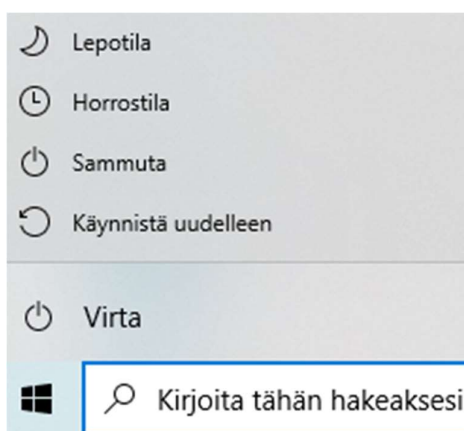 Lepotila
Horrostila
Sammuta
Käynnistä uudelleen
Virta
Kirjoita tähän hakeaksesi